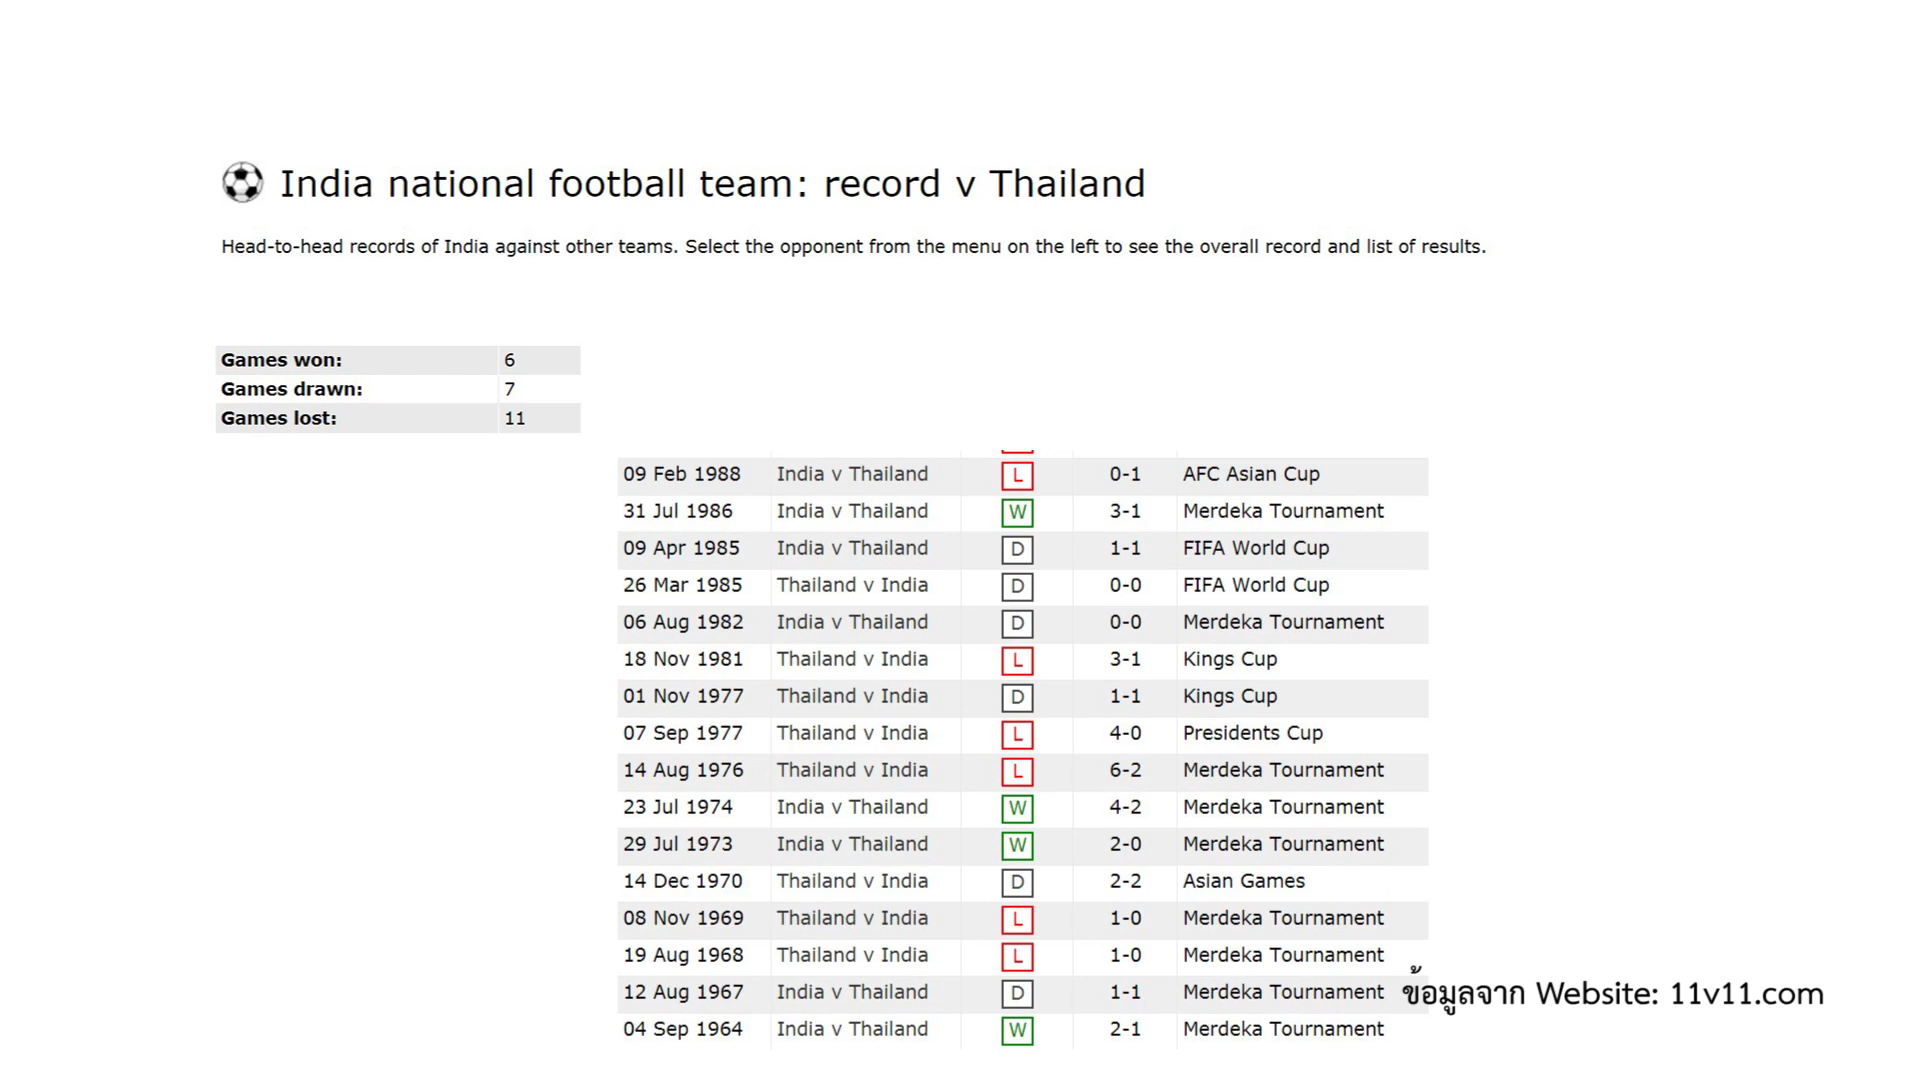 India national football team: record v Thailand
Head-to-head records of India against other teams. Select the opponent from the menu on the left to see the overall record and list of results.
Games won: 6
Games drawn: 7
Games lost: 11
09 Feb 1988 India v Thailand L 0-1 AFC Asian Cup
31 Jul 1986 India v Thailand W 3-1 Merdeka Tournament
09 Apr 1985 India v Thailand D 1-1 FIFA World Cup
26 Mar 1985 Thailand v India D 0-0 FIFA World Cup
06 Aug 1982 India v Thailand D 0-0 Merdeka Tournament
18 Nov 1981 Thailand v India L 3-1 Kings Cup
01 Nov 1977 Thailand v India D 1-1 Kings Cup
07 Sep 1977 Thailand v India L 4-0 Presidents Cup
14 Aug 1976 Thailand v India L 6-2 Merdeka Tournament
23 Jul 1974 India v Thailand W 4-2 Merdeka Tournament
29 Jul 1973 India v Thailand W 2-0 Merdeka Tournament
14 Dec 1970 Thailand v India D 2-2 Asian Games
08 Nov 1969 Thailand v India L 1-0 Merdeka Tournament
19 Aug 1968 Thailand v India L 1-0 Merdeka Tournament
12 Aug 1967 India v Thailand D 1-1 Merdeka Tournament
ข้อมูลจาก Website: 11v11.com
04 Sep 1964 India v Thailand W 2-1 Merdeka Tournament